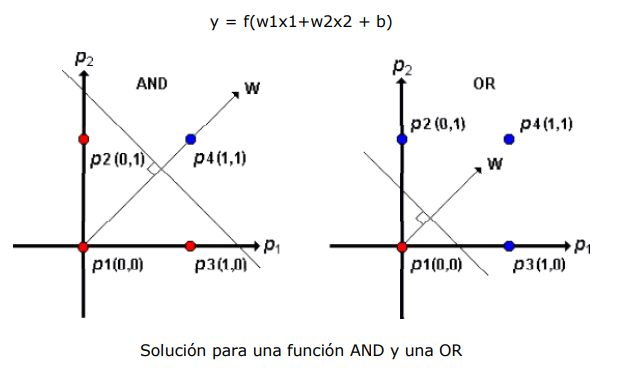 y = f(w1x1+w2x2 + b)
p2
AND
W
p2(0,1)
p4(1,1)
p1
p1(0,0)
p3(1,0)
p2
OR
p2(0,1)
p4(1,1)
W
p1
p1(0,0)
p3(1,0)
Solución para una función AND y una OR